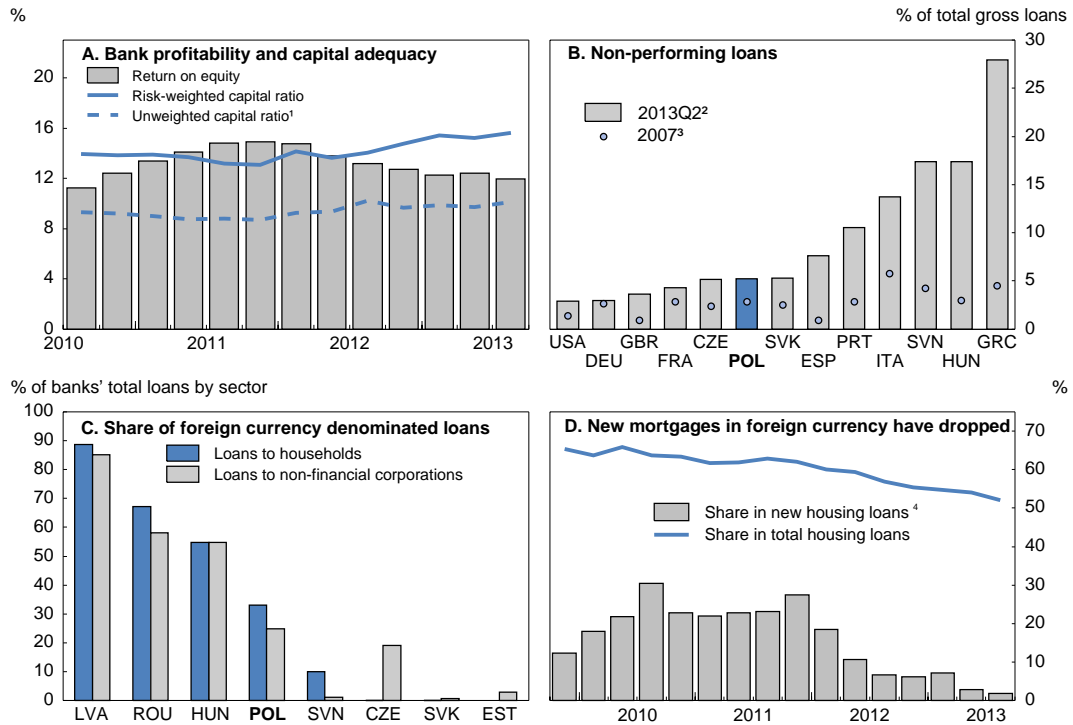 %
A. Bank profitability and capital adequacy
Return on equity
Risk-weighted capital ratio
Unweighted capital ratio¹
20
16
12
8
4
0
2010 2011 2012 2013
% of total gross loans
B. Non-performing loans
2013Q2²
2007³
30
25
20
15
10
5
0
USA GBR CZE SVK PRT SVN GRC
DEU FRA POL ESP ITA HUN
% of banks' total loans by sector
C. Share of foreign currency denominated loans
Loans to households
Loans to non-financial corporations
100
90
80
70
60
50
40
30
20
10
0
LVA ROU HUN POL SVN CZE SVK EST
%
D. New mortgages in foreign currency have dropped
Share in new housing loans ⁴
Share in total housing loans
70
60
50
40
30
20
10
0
2010 2011 2012 2013